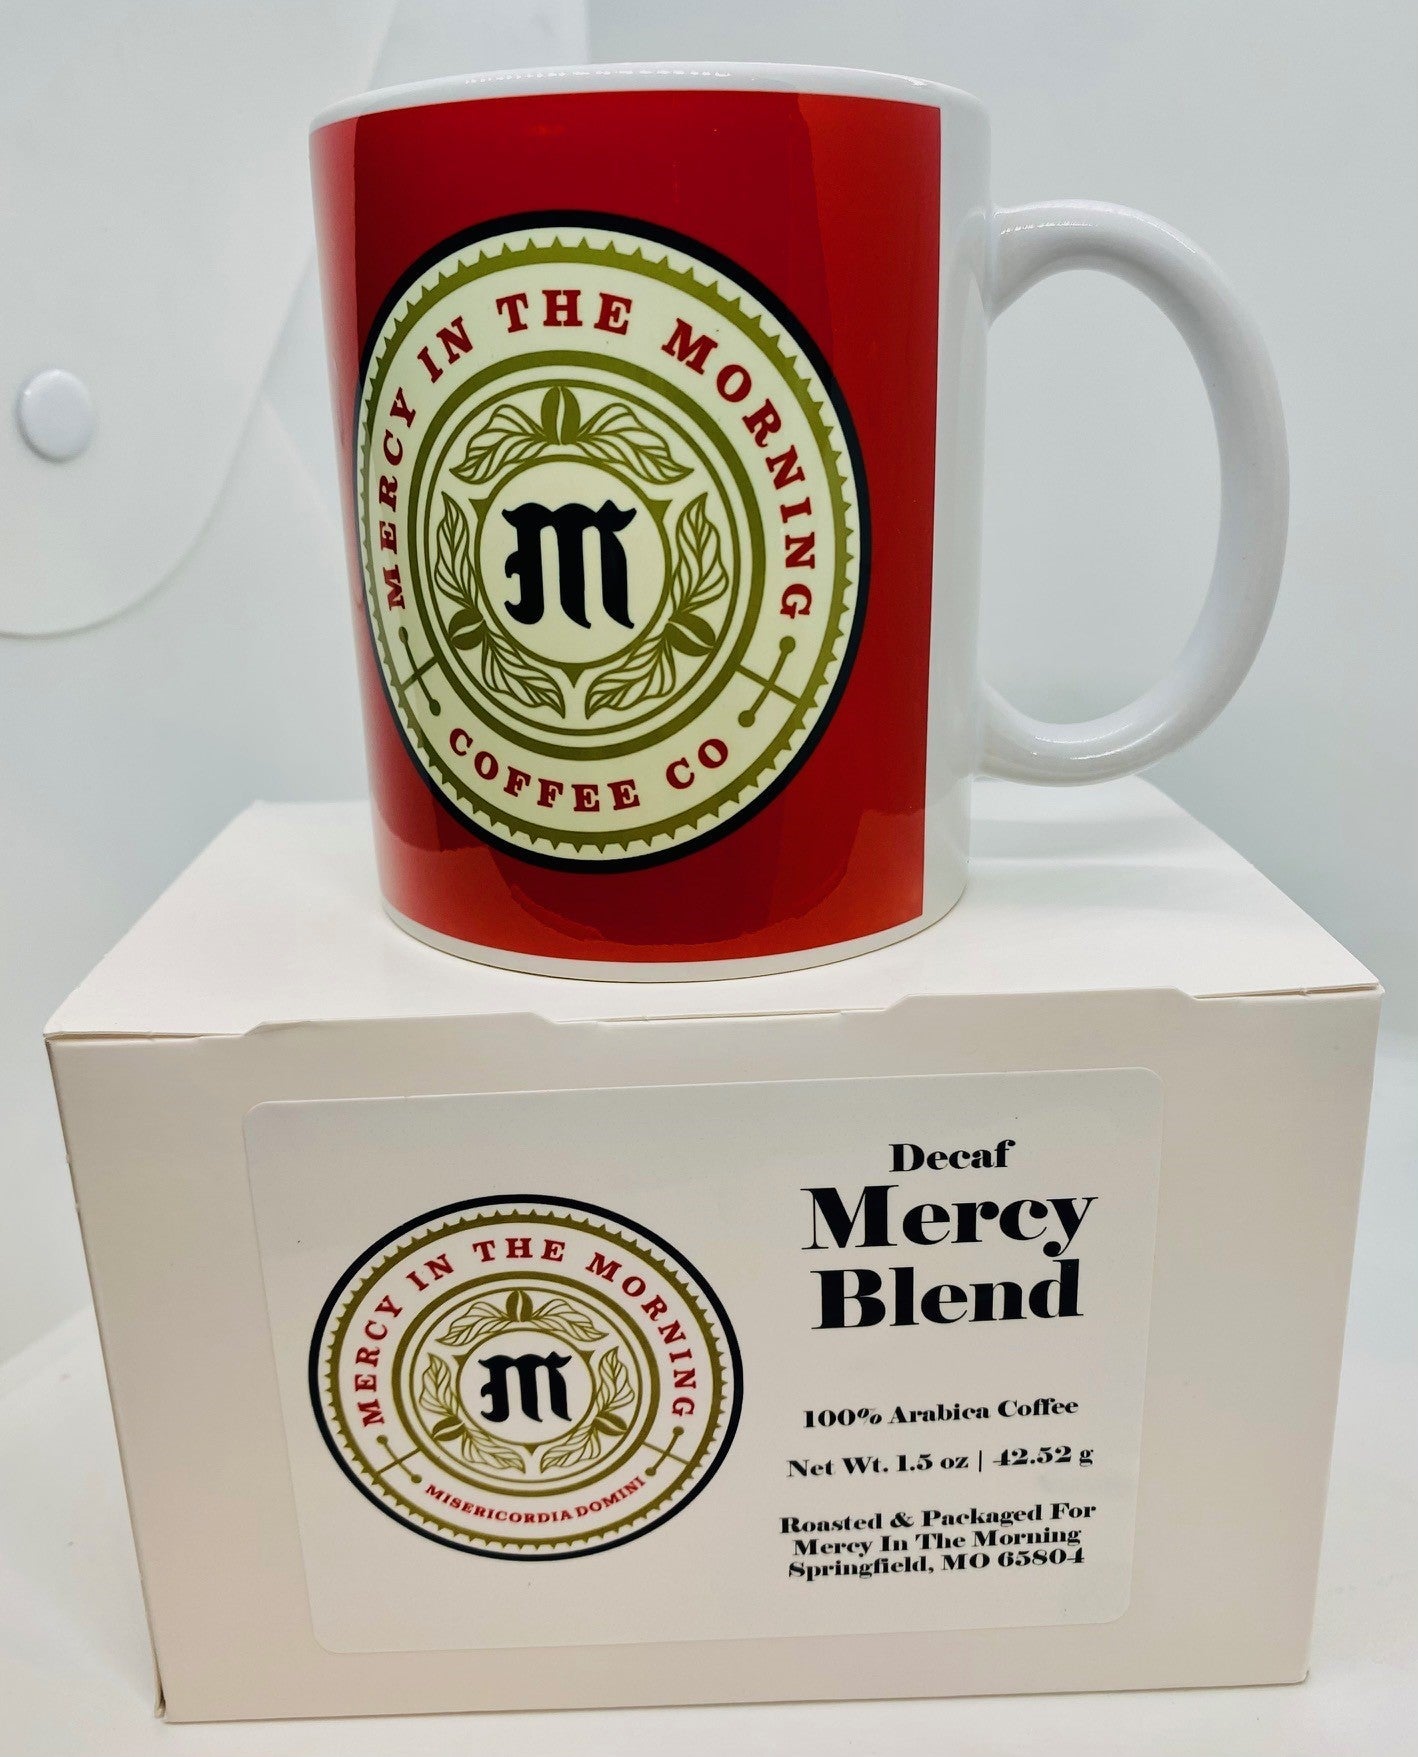 MERCY IN THE MORNING
M
COFFEE CO
Decaf
Mercy
Blend
MERCY IN THE MORNING
M
MISERICORDIA DOMINI
100% Arabica Coffee
Net Wt. 1.5 oz | 42.52 g
Roasted & Packaged For
Mercy In The Morning
Springfield, MO 65804